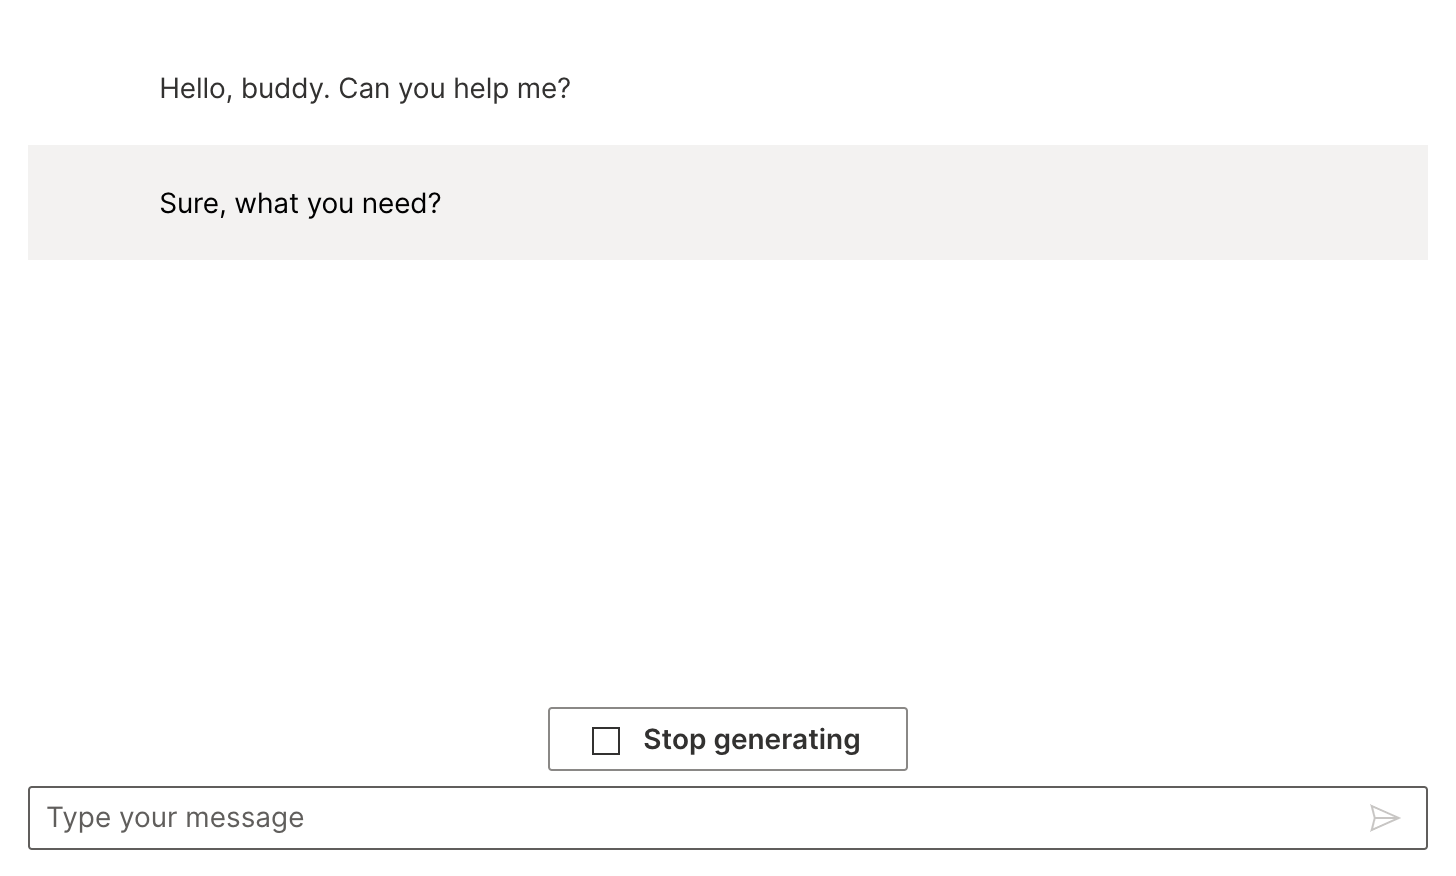 Hello, buddy. Can you help me?
Sure, what you need?
Stop generating
Type your message